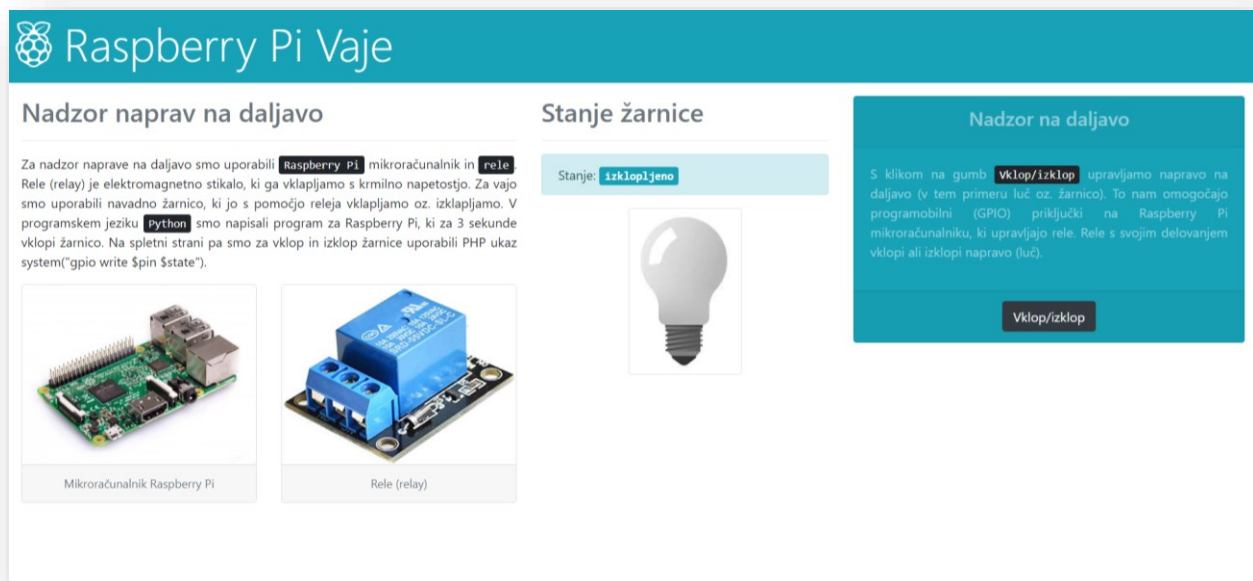 Raspberry Pi Vaje
Nadzor naprav na daljavo
Za nadzor naprave na daljavo smo uporabili Raspberry Pi mikroračunalnik in rele.
Rele (relay) je elektromagnetno stikalo, ki ga vklapljamo s krmilno napetostjo. Za vajo
smo uporabili navadno žarnico, ki jo s pomočjo releja vklapljamo oz. izklapljamo. V
programskem jeziku Python smo napisali program za Raspberry Pi, ki za 3 sekunde
vklopi žarnico. Na spletni strani pa smo za vklop in izklop žarnice uporabili PHP ukaz
system("gpio write $pin $state").
Mikroračunalnik Raspberry Pi
Rele (relay)
Stanje žarnice
Stanje: izklopljeno
Nadzor na daljavo
S klikom na gumb Vklop/izklop upravljamo napravo na
daljavo (v tem primeru luč oz. žarnico). To nam omogočajo
programobilni (GPIO) priključki na Raspberry Pi
mikroračunalniku, ki upravljajo rele. Rele s svojim delovanjem
vklopi ali izklopi napravo (luč).
Vklop/izklop